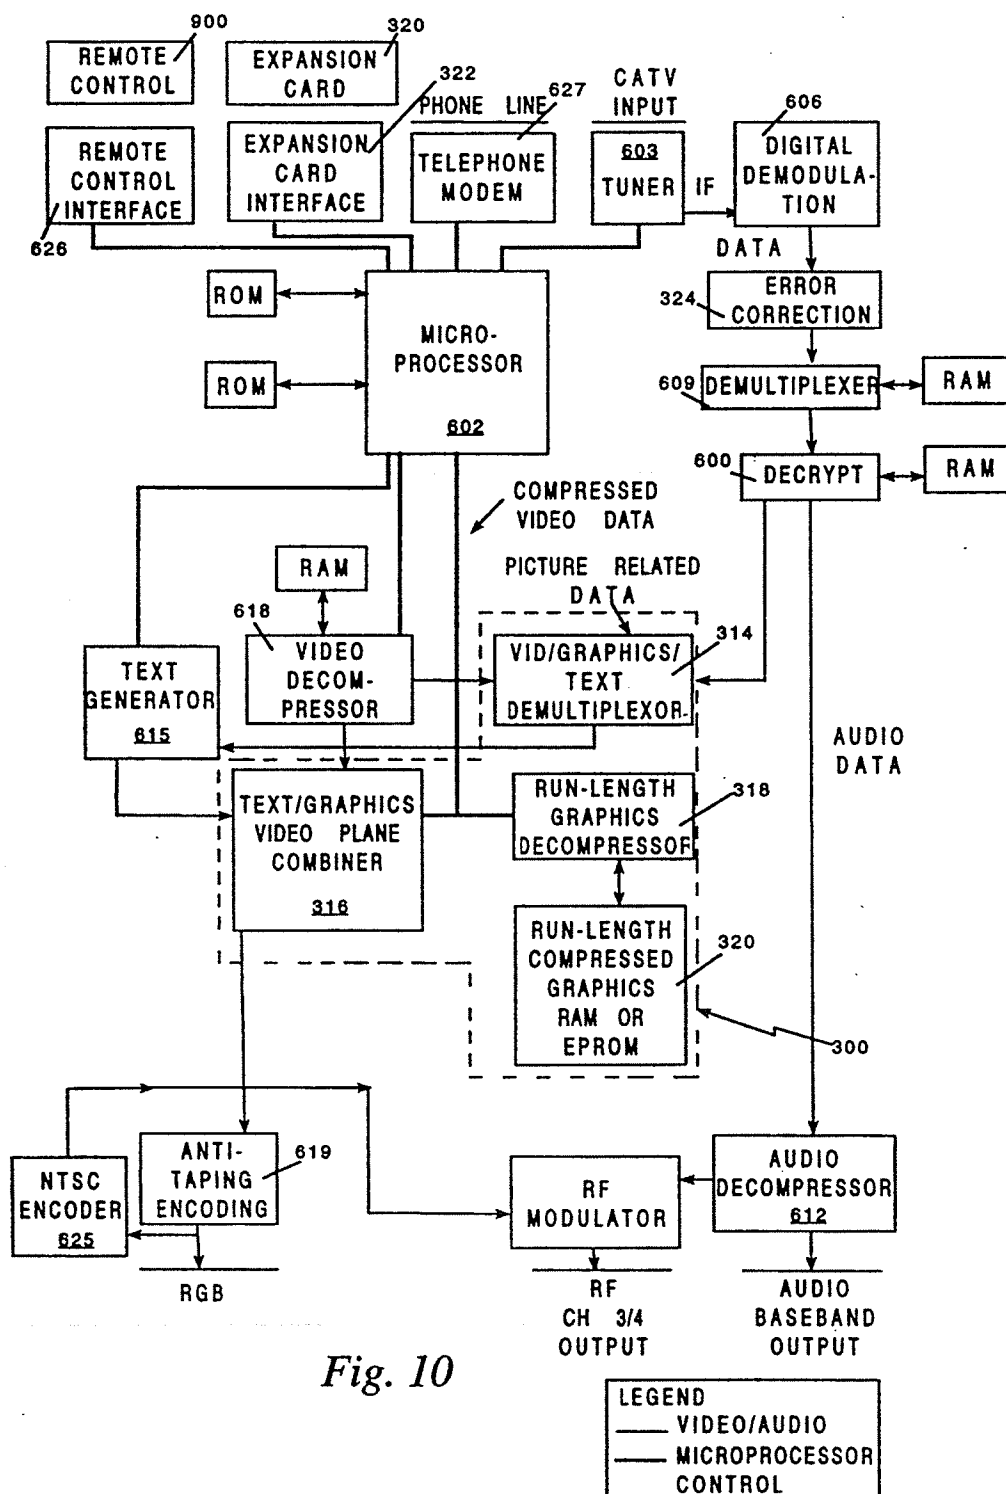 900
REMOTE
CONTROL
320
EXPANSION
CARD
322
PHONE LINE
627
CATV
INPUT
606
REMOTE
CONTROL
INTERFACE
626
EXPANSION
CARD
INTERFACE
TELEPHONE
MODEM
603
TUNER
IF
DIGITAL
DEMODULA-
TION
DATA
ROM
ROM
MICRO-
PROCESSOR
602
324
ERROR
CORRECTION
609
DEMULTIPLEXER
RAM
600
DECRYPT
RAM
COMPRESSED
VIDEO DATA
PICTURE RELATED
DATA
RAM
618
VIDEO
DECOM-
PRESSOR
VID/GRAPHICS/
TEXT
DEMULTIPLEXOR
314
TEXT
GENERATOR
615
AUDIO
DATA
TEXT/GRAPHICS
VIDEO PLANE
COMBINER
316
RUN-LENGTH
GRAPHICS
DECOMPRESSOR
318
RUN-LENGTH
COMPRESSED
GRAPHICS
RAM OR
EPROM
320
300
NTSC
ENCODER
625
ANTI-
TAPING
ENCODING
619
RF
MODULATOR
AUDIO
DECOMPRESSOR
612
RGB
RF
CH 3/4
OUTPUT
AUDIO
BASEBAND
OUTPUT
Fig. 10
LEGEND
VIDEO/AUDIO
MICROPROCESSOR
CONTROL